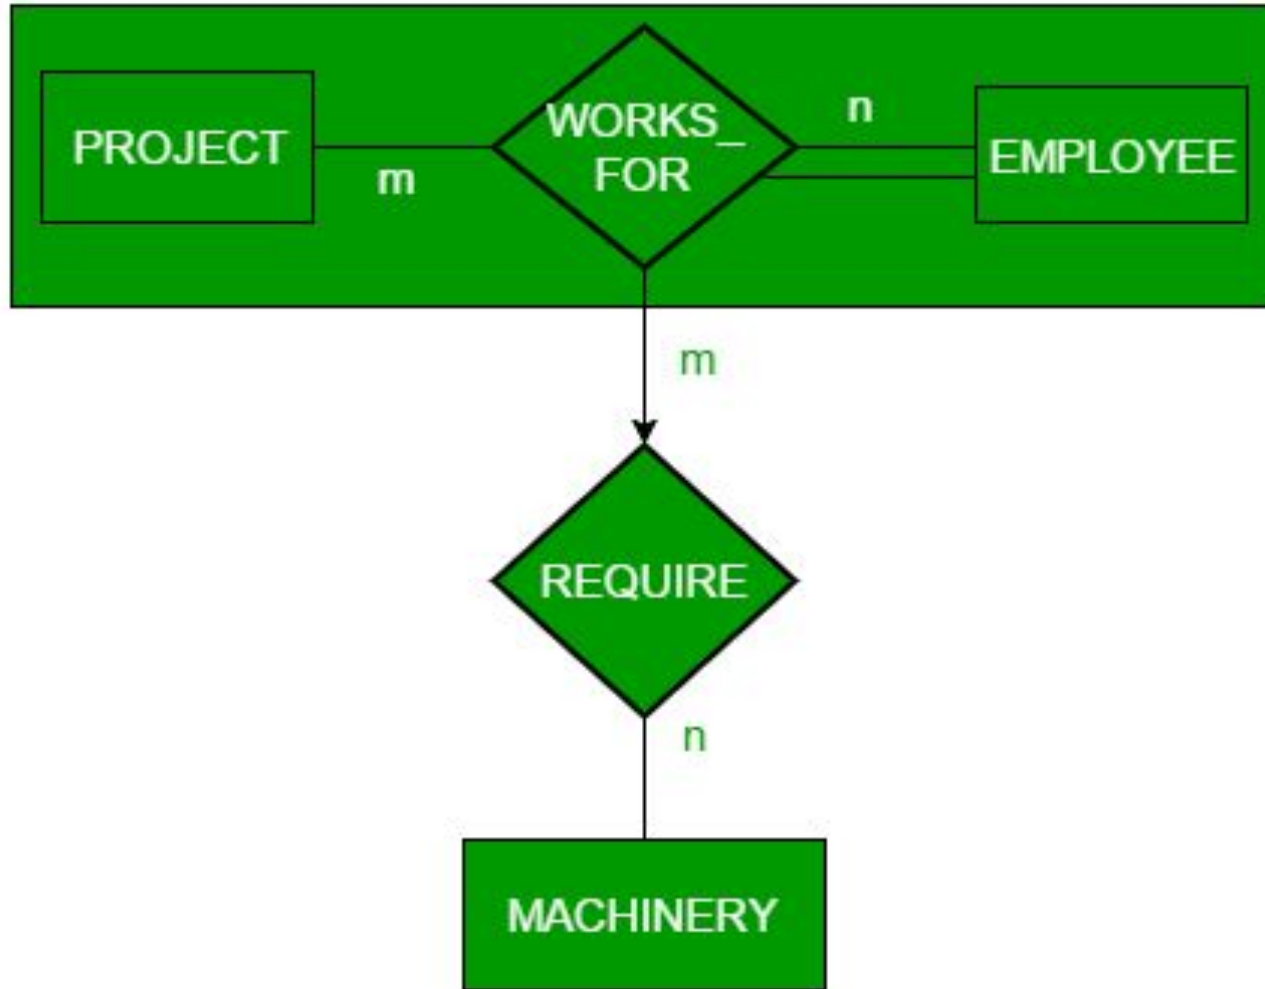 PROJECT
m
WORKS_
FOR
n
EMPLOYEE
m
REQUIRE
n
MACHINERY